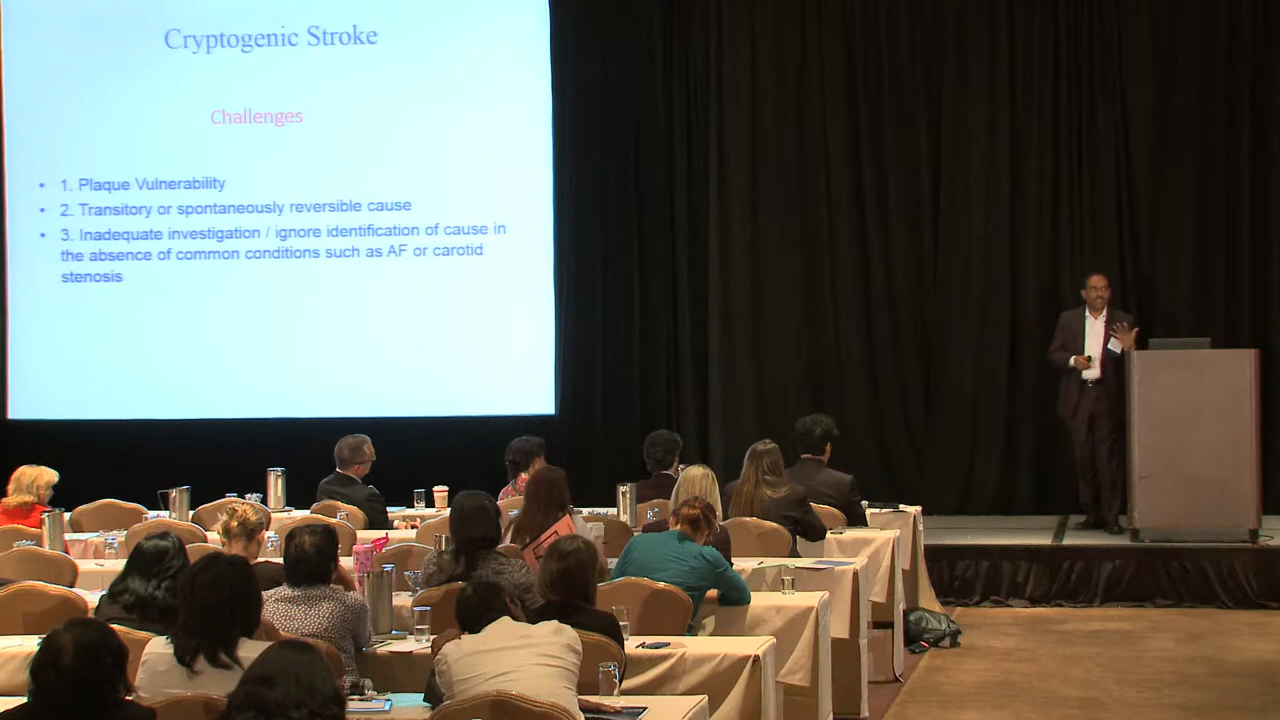 Cryptogenic Stroke
Challenges
• 1. Plaque Vulnerability
• 2. Transitory or spontaneously reversible cause
• 3. Inadequate investigation / ignore identification of cause in
the absence of common conditions such as AF or carotid
stenosis